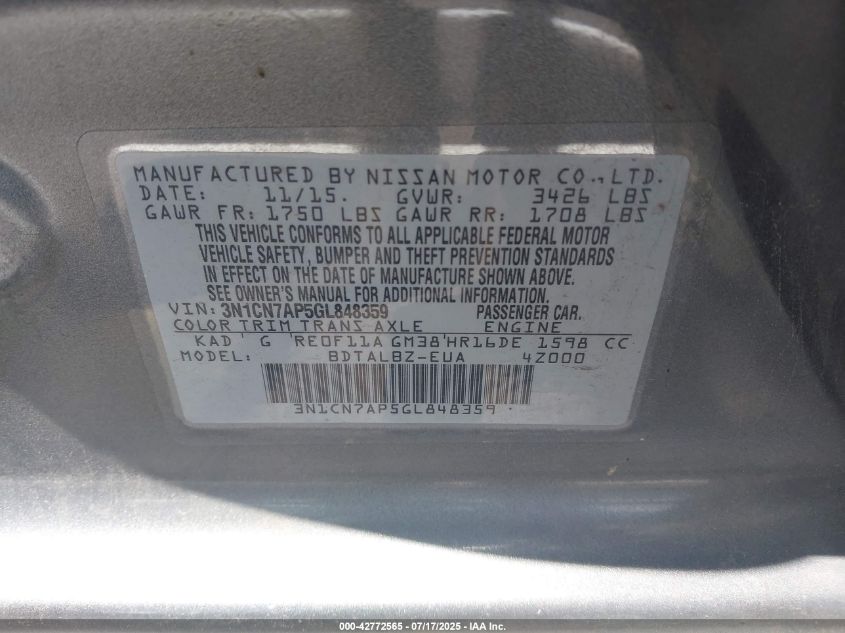 MANUFACTURED BY NISSAN MOTOR CO., LTD.
DATE: 11/15. GVWR: 3426 LBS
GAWR FR: 1750 LBS GAWR RR: 1708 LBS
THIS VEHICLE CONFORMS TO ALL APPLICABLE FEDERAL MOTOR
VEHICLE SAFETY, BUMPER AND THEFT PREVENTION STANDARDS
IN EFFECT ON THE DATE OF MANUFACTURE SHOWN ABOVE.
SEE OWNER'S MANUAL FOR ADDITIONAL INFORMATION.
VIN: 3N1CN7AP5GL848359 PASSENGER CAR.
COLOR TRIM TRANS AXLE ENGINE
KAD G RE0F11A GM38 HR16DE 1598 CC
MODEL: BDTALBZ-EUA 4Z000
3N1CN7AP5GL848359
000-42772565 - 07/17/2025 - IAA Inc.